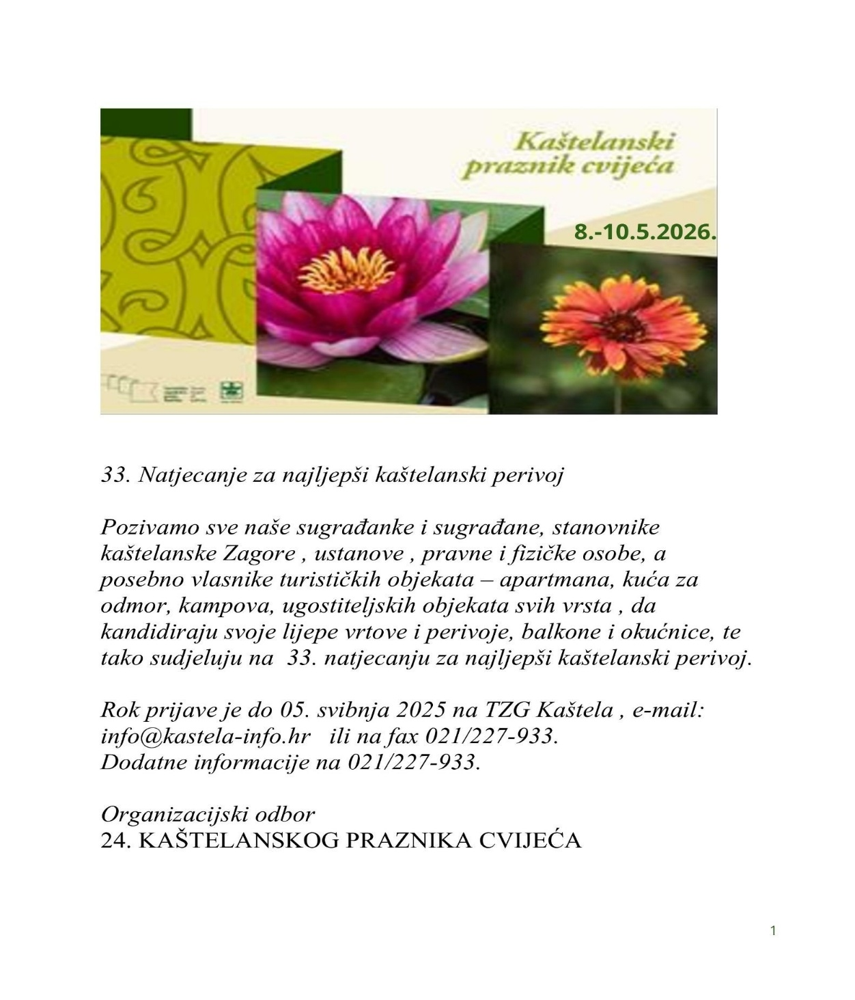 Kaštelanski
praznik cvijeća
8.-10.5.2026.
33. Natjecanje za najljepši kaštelanski perivoj
Pozivamo sve naše sugrađanke i sugrađane, stanovnike
kaštelanske Zagore , ustanove , pravne i fizičke osobe, a
posebno vlasnike turističkih objekata – apartmana, kuća za
odmor, kampova, ugostiteljskih objekata svih vrsta , da
kandidiraju svoje lijepe vrtove i perivoje, balkone i okućnice, te
tako sudjeluju na  33. natjecanju za najljepši kaštelanski perivoj.
Rok prijave je do 05. svibnja 2025 na TZG Kaštela , e-mail:
info@kastela-info.hr   ili na fax 021/227-933.
Dodatne informacije na 021/227-933.
Organizacijski odbor
24. KAŠTELANSKOG PRAZNIKA CVIJEĆA
1